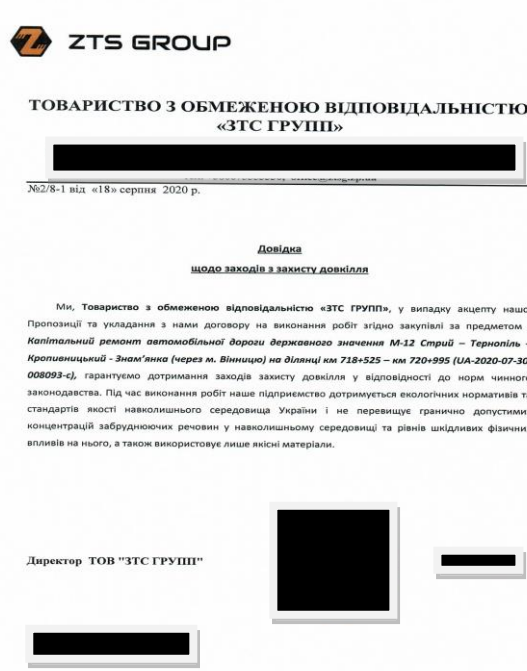 ZTS GROUP
ТОВАРИСТВО З ОБМЕЖЕНОЮ ВІДПОВІДАЛЬНІСТЮ
«ЗТС ГРУПП»
№2/8-1 від «18» серпня 2020 р.
Довідка
щодо заходів з захисту довкілля
Ми, Товариство з обмеженою відповідальністю «ЗТС ГРУПП», у випадку акцепту нашо
Пропозиції та укладання з нами договору на виконання робіт згідно закупівлі за предметом
Капітальний ремонт автомобільної дороги державного значення М-12 Стрий – Тернопіль -
Кропивницький - Знам’янка (через м. Вінницю) на ділянці км 718+525 – км 720+995 (UA-2020-07-30
008093-c), гарантуємо дотримання заходів захисту довкілля у відповідності до норм чинного
законодавства. Під час виконання робіт наше підприємство дотримується екологічних нормативів т
стандартів якості навколишнього середовища України і не перевищує гранично допустими
концентрацій забруднюючих речовин у навколишньому середовищі та рівнів шкідливих фізични
впливів на нього, а також використовує лише якісні матеріали.
Директор ТОВ "ЗТС ГРУПП"